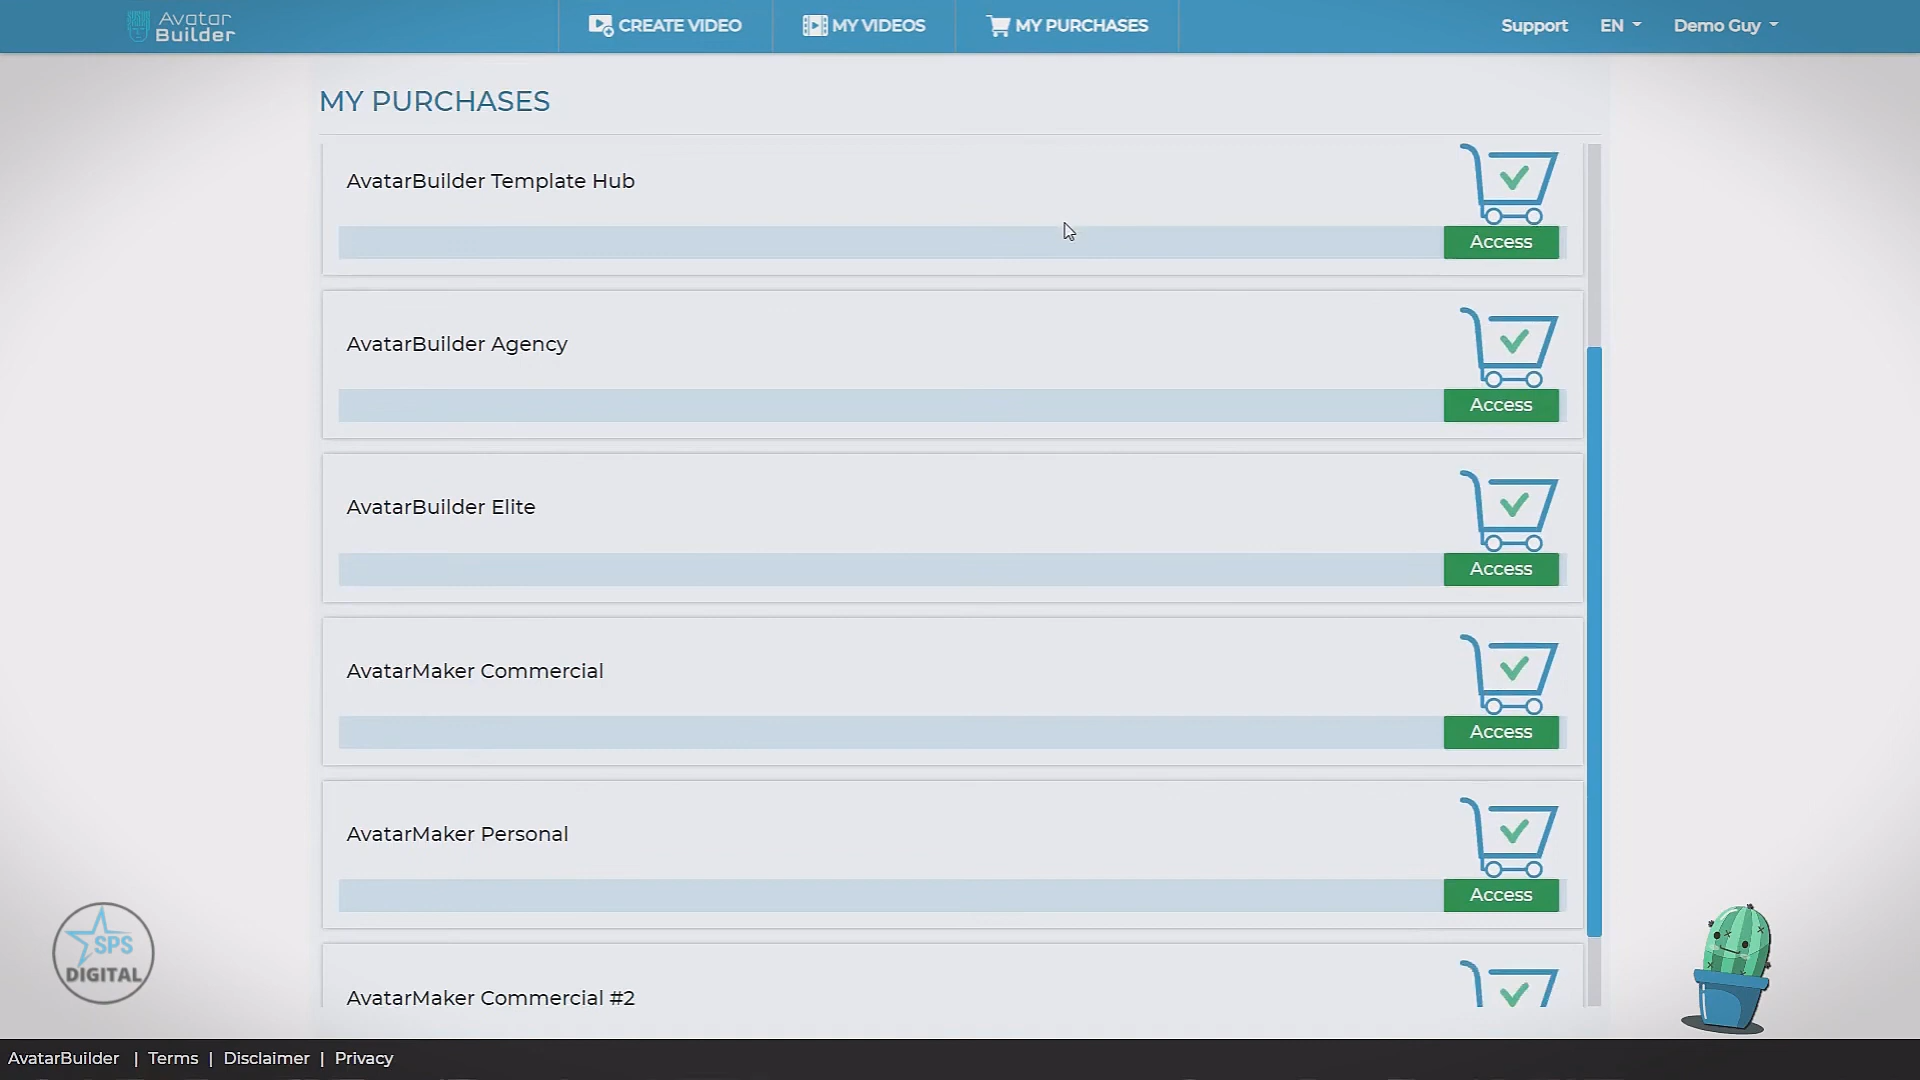 Avatar
Builder
CREATE VIDEO
MY VIDEOS
MY PURCHASES
Support
EN
Demo Guy
MY PURCHASES
AvatarBuilder Template Hub
Access
AvatarBuilder Agency
Access
AvatarBuilder Elite
Access
AvatarMaker Commercial
Access
AvatarMaker Personal
Access
AvatarMaker Commercial #2
SPS
DIGITAL
AvatarBuilder | Terms | Disclaimer | Privacy